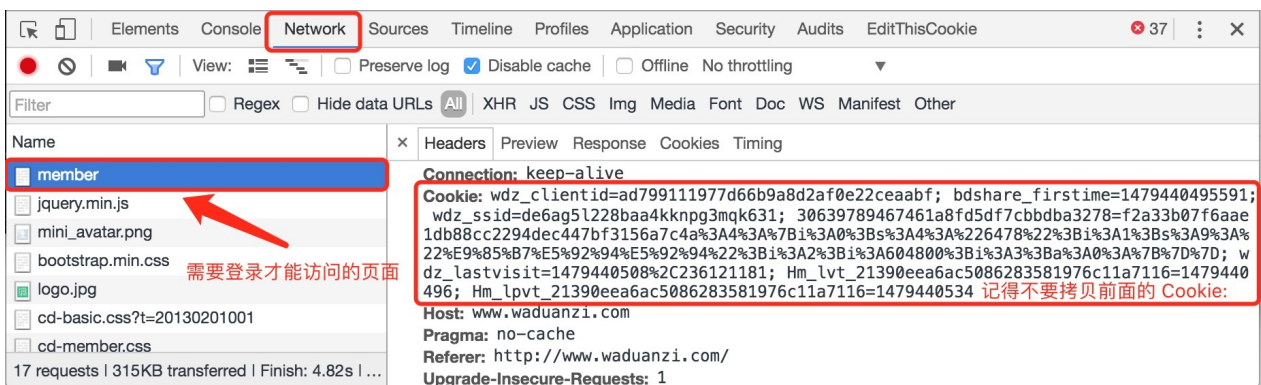 Elements Console Network Sources Timeline Profiles Application Security Audits EditThisCookie 37
View: Preserve log Disable cache Offline No throttling
Filter Regex Hide data URLs All XHR JS CSS Img Media Font Doc WS Manifest Other
Name
member
jquery.min.js
mini_avatar.png
bootstrap.min.css
需要登录才能访问的页面
logo.jpg
cd-basic.css?t=20130201001
cd-member.css
17 requests | 315KB transferred | Finish: 4.82s | ...
× Headers Preview Response Cookies Timing
Connection: keep-alive
Cookie: wdz_clientid=ad799111977d66b9a8d2af0e22ceaabf; bdshare_firstime=1479440495591;
wdz_ssid=de6ag5l228baa4kknpg3mqk631; 30639789467461a8fd5df7cbbdba3278=f2a33b07f6aae
1db88cc2294dec447bf3156a7c4a%3A4%3A%7Bi%3A0%3Bs%3A4%3A%226478%22%3Bi%3A1%3Bs%3A9%3A%
22%E9%85%B7%E5%92%94%E5%92%94%22%3Bi%3A2%3Bi%3A604800%3Bi%3A3%3Ba%3A0%3A%7B%7D%7D; w
dz_lastvisit=1479440508%2C236121181; Hm_lvt_21390eea6ac5086283581976c11a7116=1479440
496; Hm_lpvt_21390eea6ac5086283581976c11a7116=1479440534 记得不要拷贝前面的 Cookie:
Host: www.waduanzi.com
Pragma: no-cache
Referer: http://www.waduanzi.com/
Upgrade-Insecure-Requests: 1